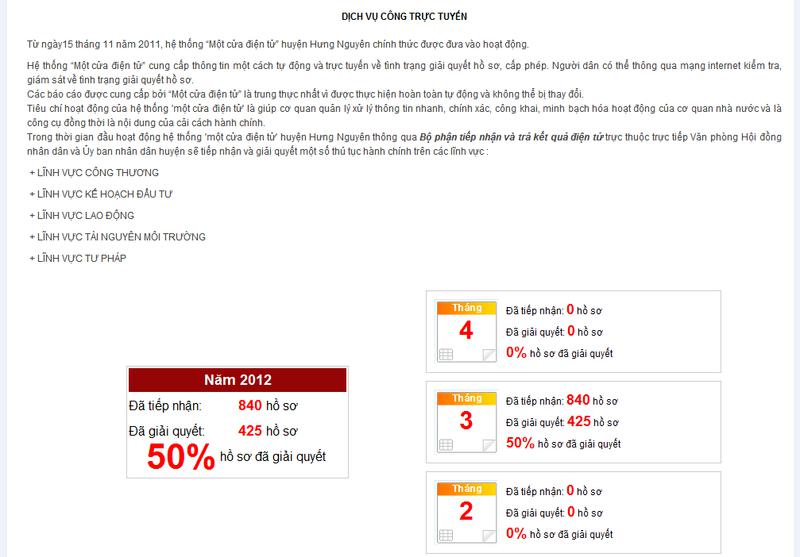 DỊCH VỤ CÔNG TRỰC TUYẾN
Từ ngày15 tháng 11 năm 2011, hệ thống "Một cửa điện tử" huyện Hưng Nguyên chính thức được đưa vào hoạt động.
Hệ thống "Một cửa điện tử" cung cấp thông tin một cách tự động và trực tuyến về tình trạng giải quyết hồ sơ, cấp phép. Người dân có thể thông qua mạng internet kiểm tra,
giám sát về tình trạng giải quyết hồ sơ.
Các báo cáo được cung cấp bởi "Một cửa điện tử" là trung thực nhất vì được thực hiện hoàn toàn tự động và không thể bị thay đổi.
Tiêu chí hoạt động của hệ thống 'một cửa điện tử' là giúp cơ quan quản lý xử lý thông tin nhanh, chính xác, công khai, minh bạch hóa hoạt động của cơ quan nhà nước và là
công cụ đồng thời là nội dung của cải cách hành chính.
Trong thời gian đầu hoạt động hệ thống 'một cửa điện tử' huyện Hưng Nguyên thông qua Bộ phận tiếp nhận và trả kết quả điện tử trực thuộc trực tiếp Văn phòng Hội đồng
nhân dân và Ủy ban nhân dân huyện sẽ tiếp nhận và giải quyết một số thủ tục hành chính trên các lĩnh vực :
+ LĨNH VỰC CÔNG THƯƠNG
+ LĨNH VỰC KẾ HOẠCH ĐẦU TƯ
+ LĨNH VỰC LAO ĐỘNG
+ LĨNH VỰC TÀI NGUYÊN MÔI TRƯỜNG
+ LĨNH VỰC TƯ PHÁP
Năm 2012
Đã tiếp nhận: 840 hồ sơ
Đã giải quyết: 425 hồ sơ
50% hồ sơ đã giải quyết
Tháng
4
Đã tiếp nhận: 0 hồ sơ
Đã giải quyết: 0 hồ sơ
0% hồ sơ đã giải quyết
Tháng
3
Đã tiếp nhận: 840 hồ sơ
Đã giải quyết: 425 hồ sơ
50% hồ sơ đã giải quyết
Tháng
2
Đã tiếp nhận: 0 hồ sơ
Đã giải quyết: 0 hồ sơ
0% hồ sơ đã giải quyết